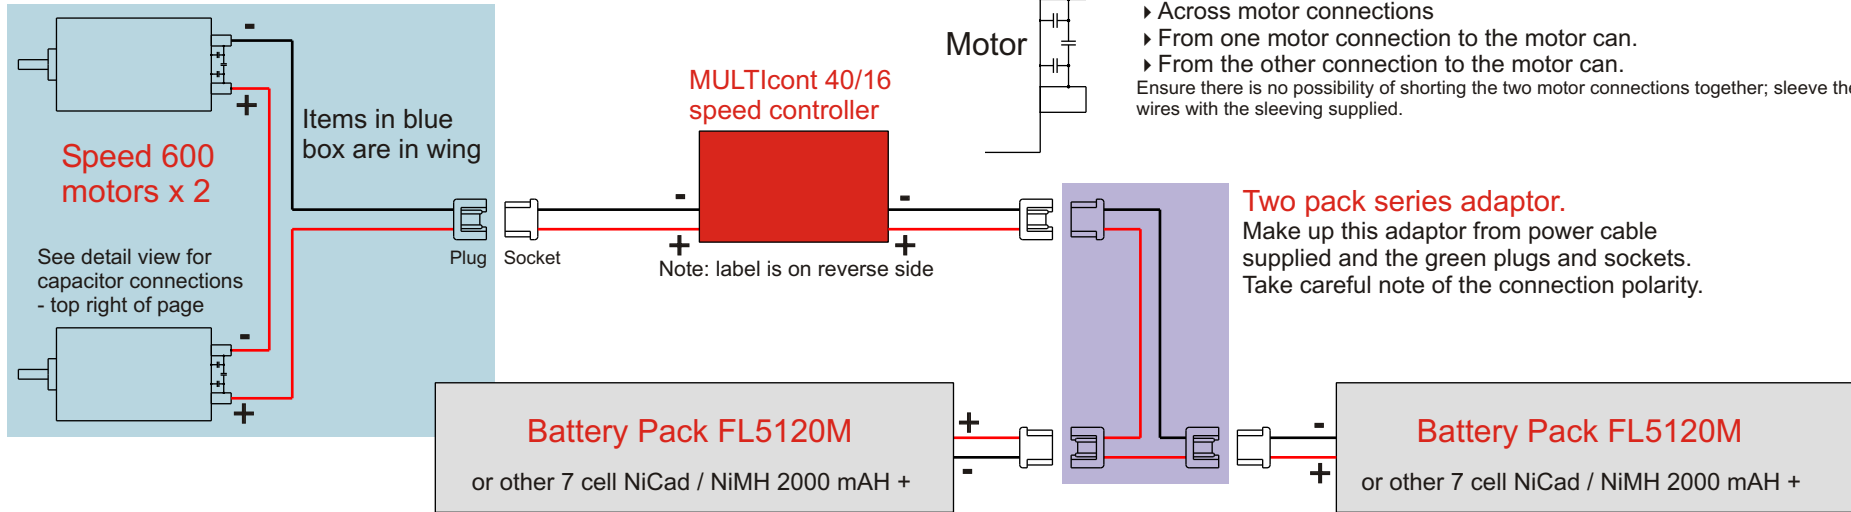 Motor
▸ Across motor connections
▸ From one motor connection to the motor can.
▸ From the other connection to the motor can.
Ensure there is no possibility of shorting the two motor connections together; sleeve the
wires with the sleeving supplied.
-
+
Speed 600
motors x 2
Items in blue
box are in wing
See detail view for
capacitor connections
- top right of page
-
+
Plug
Socket
MULTIcont 40/16
speed controller
-
+
-
+
Note: label is on reverse side
Two pack series adaptor.
Make up this adaptor from power cable
supplied and the green plugs and sockets.
Take careful note of the connection polarity.
Battery Pack FL5120M
or other 7 cell NiCad / NiMH 2000 mAH +
+
-
-
+
Battery Pack FL5120M
or other 7 cell NiCad / NiMH 2000 mAH +